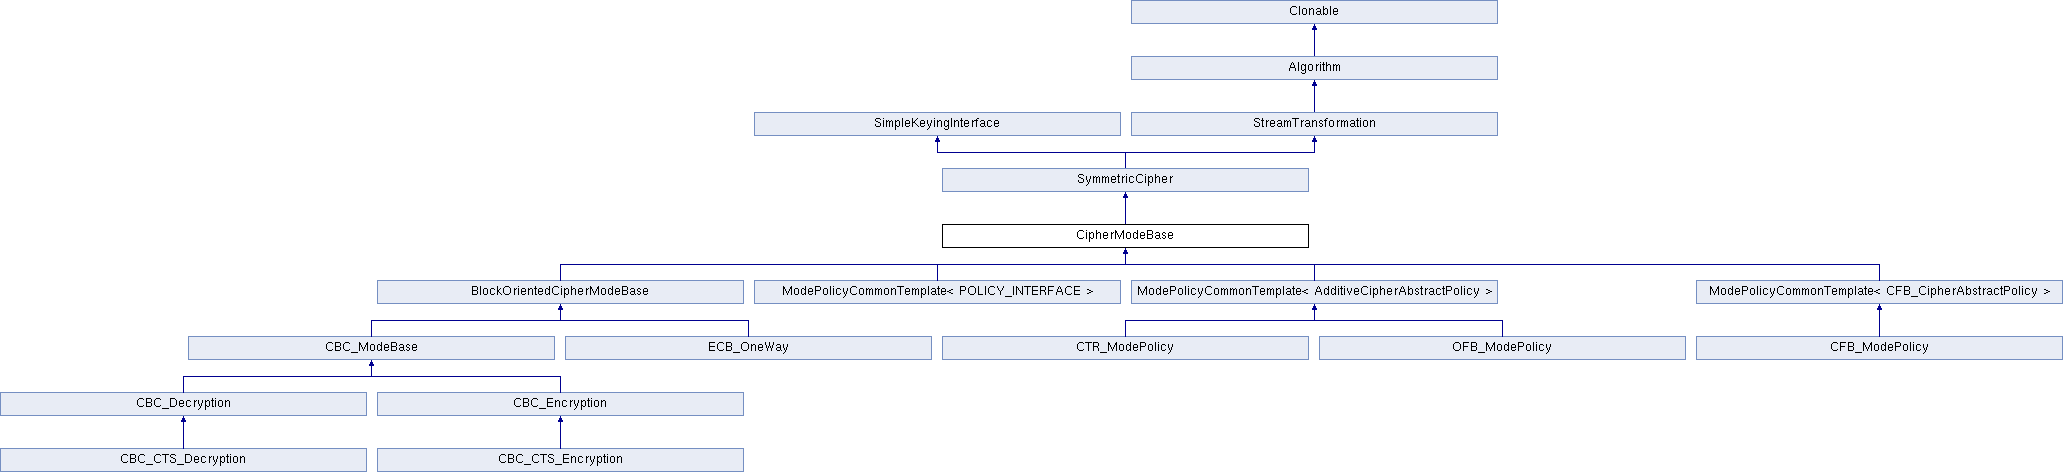 Clonable
Algorithm
SimpleKeyingInterface
StreamTransformation
SymmetricCipher
CipherModeBase
BlockOrientedCipherModeBase
ModePolicyCommonTemplate< POLICY_INTERFACE >
ModePolicyCommonTemplate< AdditiveCipherAbstractPolicy >
ModePolicyCommonTemplate< CFB_CipherAbstractPolicy >
CBC_ModeBase
ECB_OneWay
CTR_ModePolicy
OFB_ModePolicy
CFB_ModePolicy
CBC_Decryption
CBC_Encryption
CBC_CTS_Decryption
CBC_CTS_Encryption